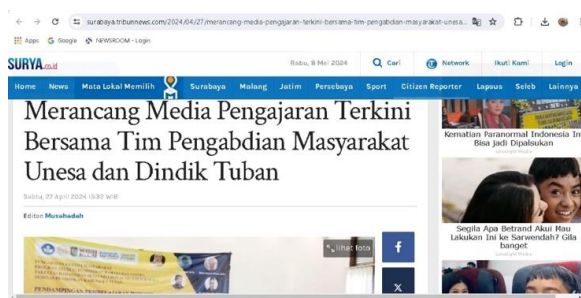 surabaya.tribunnews.com/2024/04/27/merancang-media-pengajaran-terkini-bersama-tim-pengabdian-masyarakat-unesa...
Apps Google NEWSROOM - Login
SURYA.co.id
Rabu, 8 Mei 2024 Cari Network Ikuti Kami Login
Home News Mata Lokal Memilih Surabaya Malang Jatim Persebaya Sport Citizen Reporter Lapsus Seleb Lainnya
Merancang Media Pengajaran Terkini
Bersama Tim Pengabdian Masyarakat
Unesa dan Dindik Tuban
Sabtu, 27 April 2024 15:32 WIB
Editor: Musahadah
lihat foto
f
X
PENDAMPINGAN
Kematian Paranormal Indonesia In
Bisa Jadi Dipalsukan
Segila Apa Betrand Akui Mau
Lakukan Ini ke Sarwendah? Gila
banget